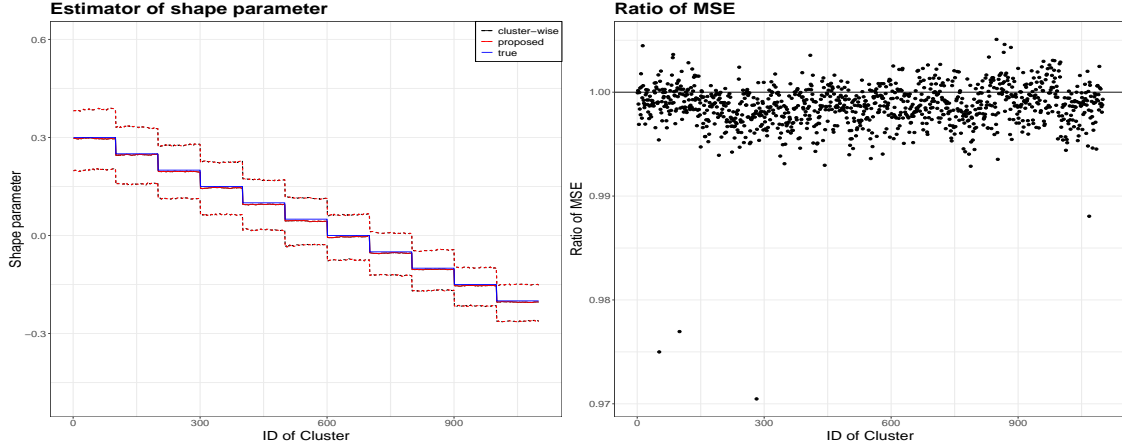 Estimator of shape parameter
cluster-wise
proposed
true
0.6
0.3
0.0
−0.3
Shape parameter
0
300
600
900
ID of Cluster
Ratio of MSE
1.00
0.99
0.98
0.97
Ratio of MSE
0
300
600
900
ID of Cluster